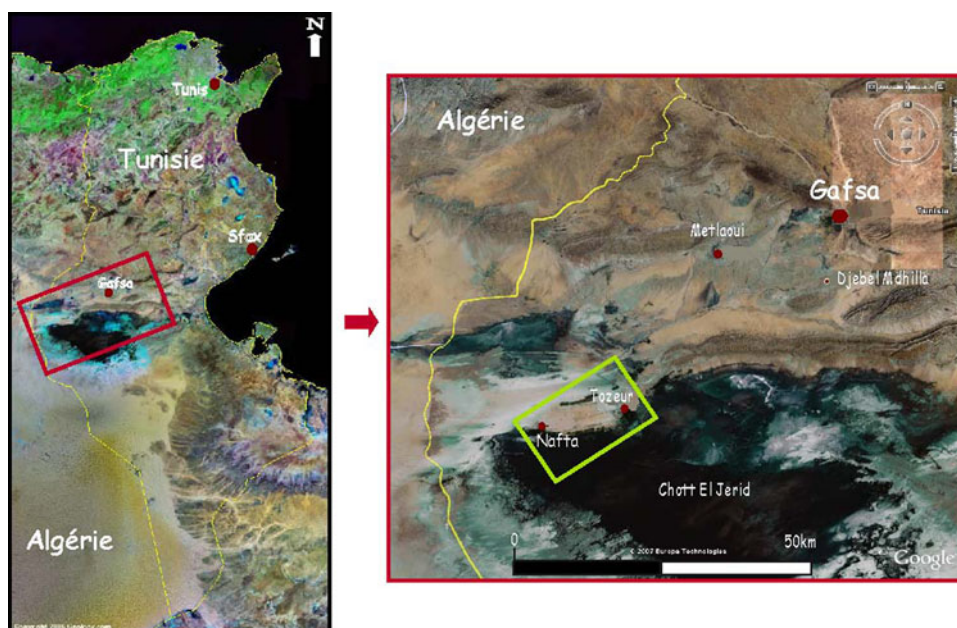 N
Tunis
Tunisie
Sfax
Gafsa
Algérie
Algérie
Gafsa
Tunisia
Metlaoui
Djebel Mdhilla
Tozeur
Nafta
Chott El Jerid
0
50km
© 2007 Europa Technologies
Google